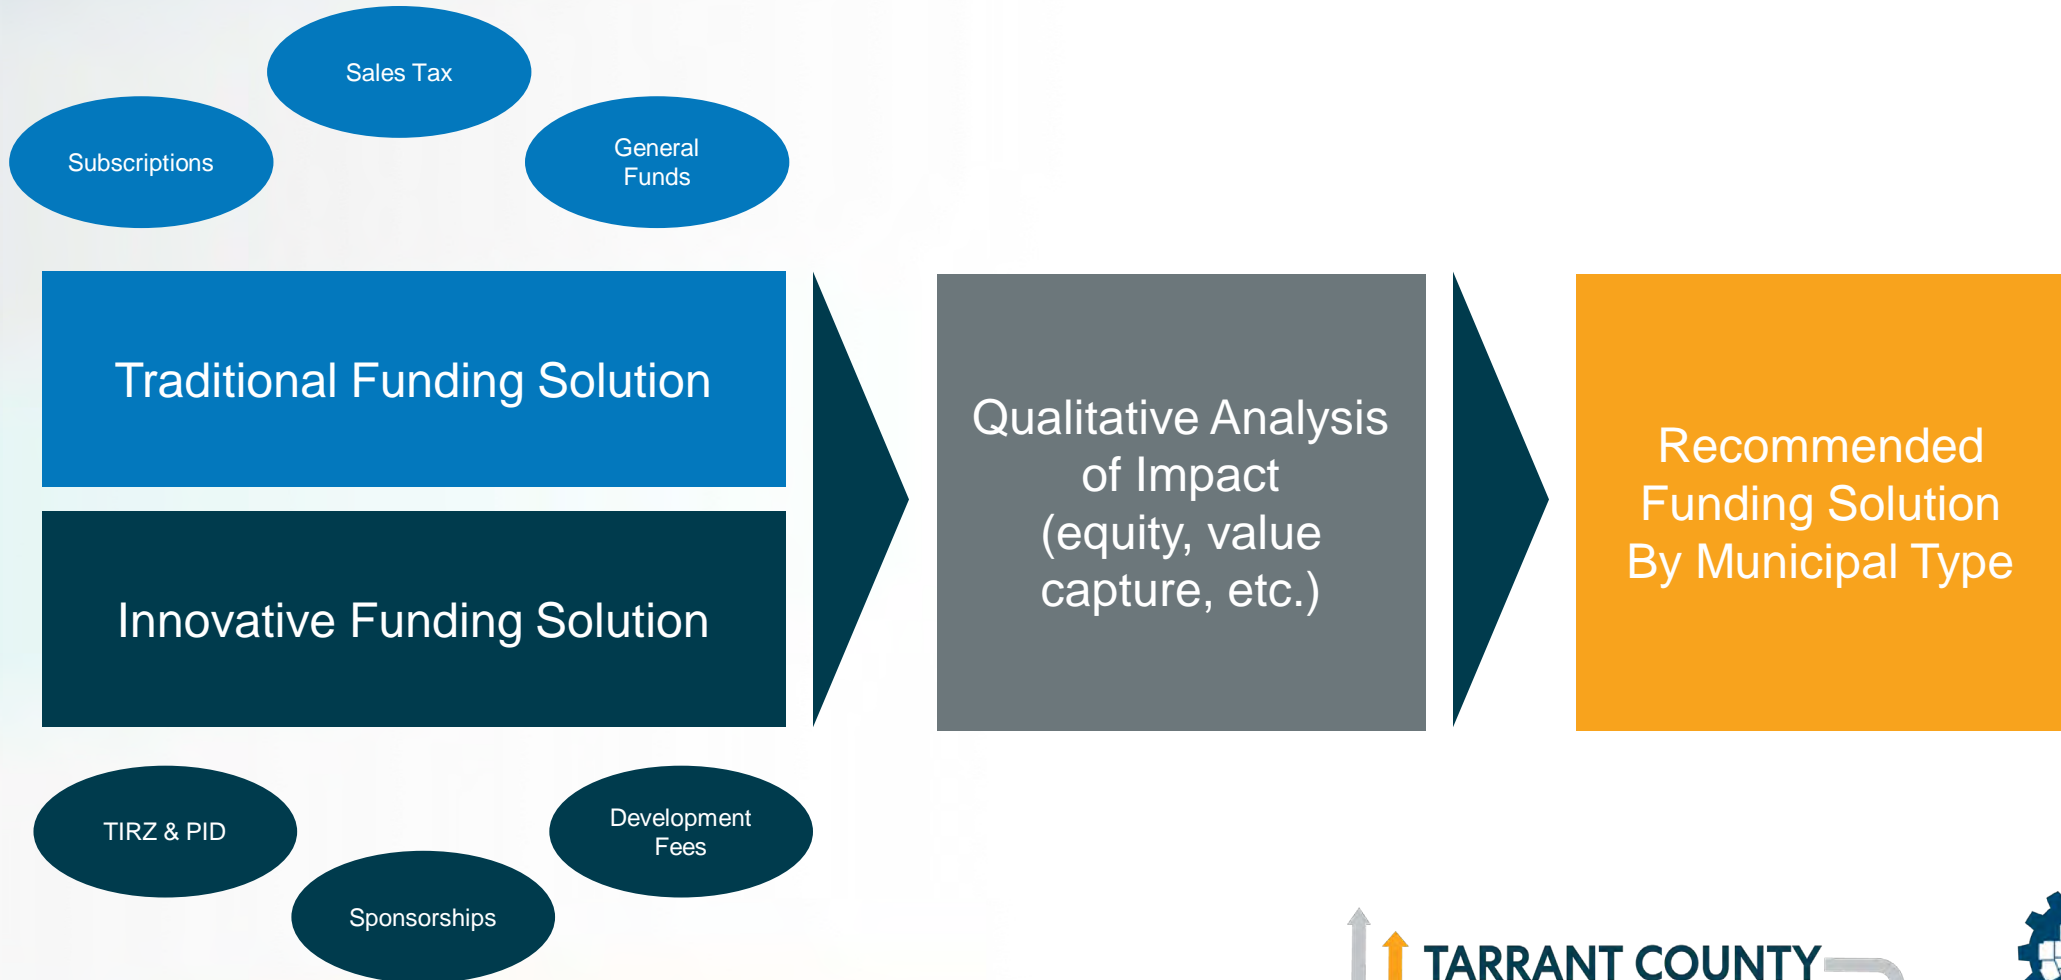 Sales Tax
Subscriptions
General
Funds
Traditional Funding Solution
Innovative Funding Solution
Qualitative Analysis
of Impact
(equity, value
capture, etc.)
Recommended
Funding Solution
By Municipal Type
TIRZ & PID
Development
Fees
Sponsorships
TARRANT COUNTY